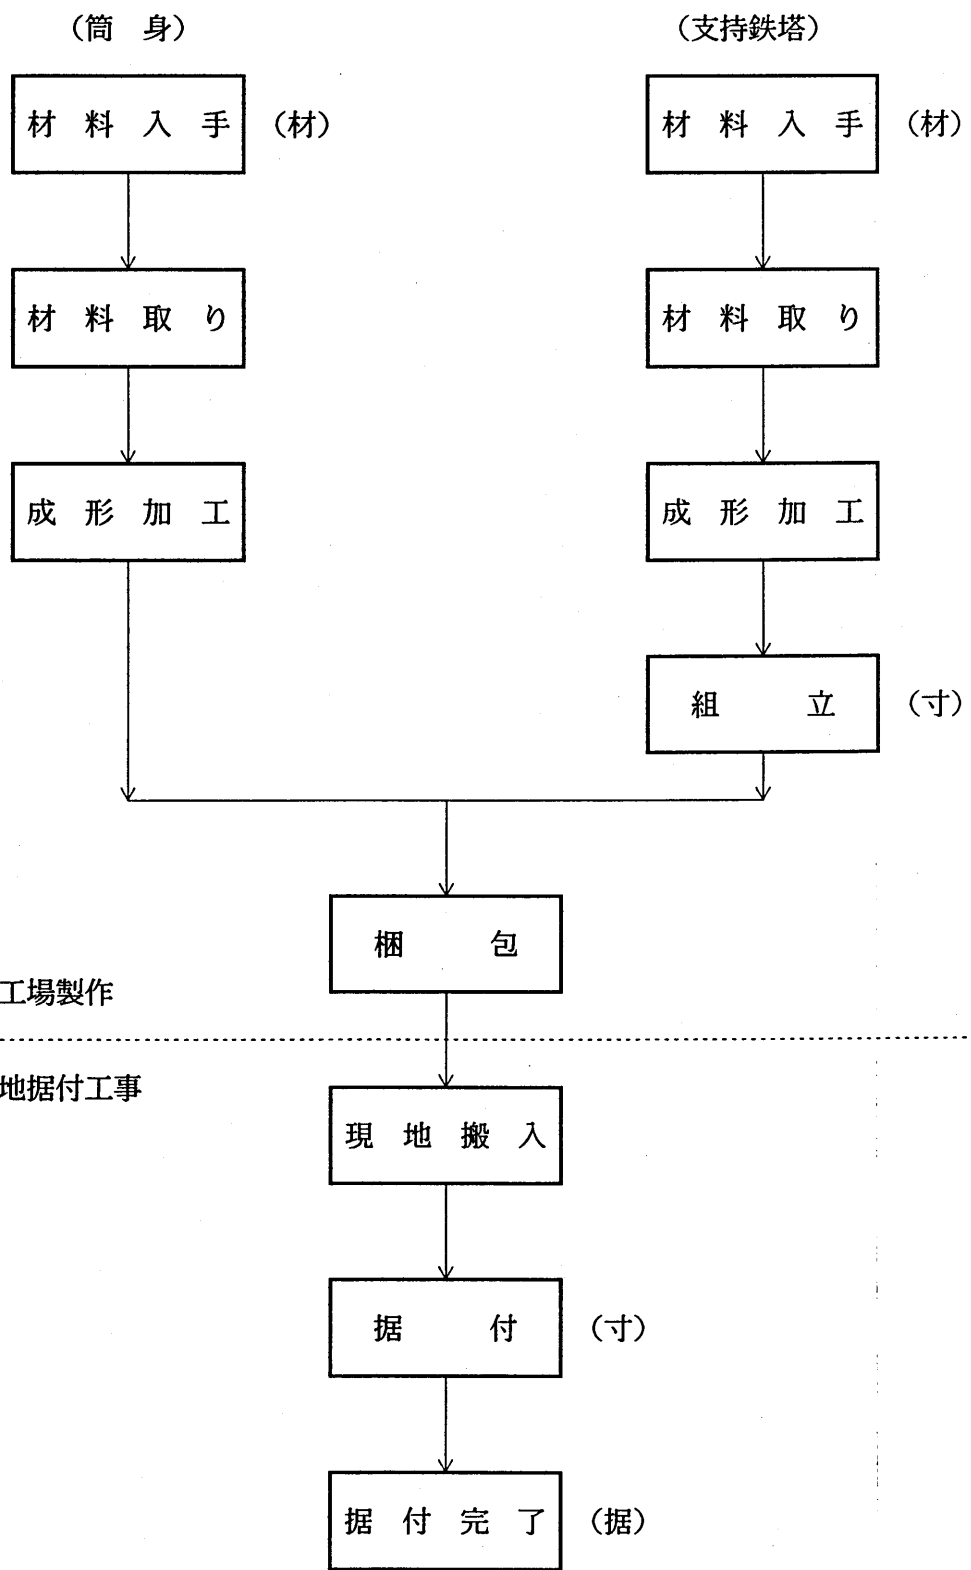 (筒　身)
(支持鉄塔)
材料入手 (材)
材料入手 (材)
材料取り
材料取り
成形加工
成形加工
組立 (寸)
梱包
工場製作
地据付工事
現地搬入
据付 (寸)
据付完了 (据)